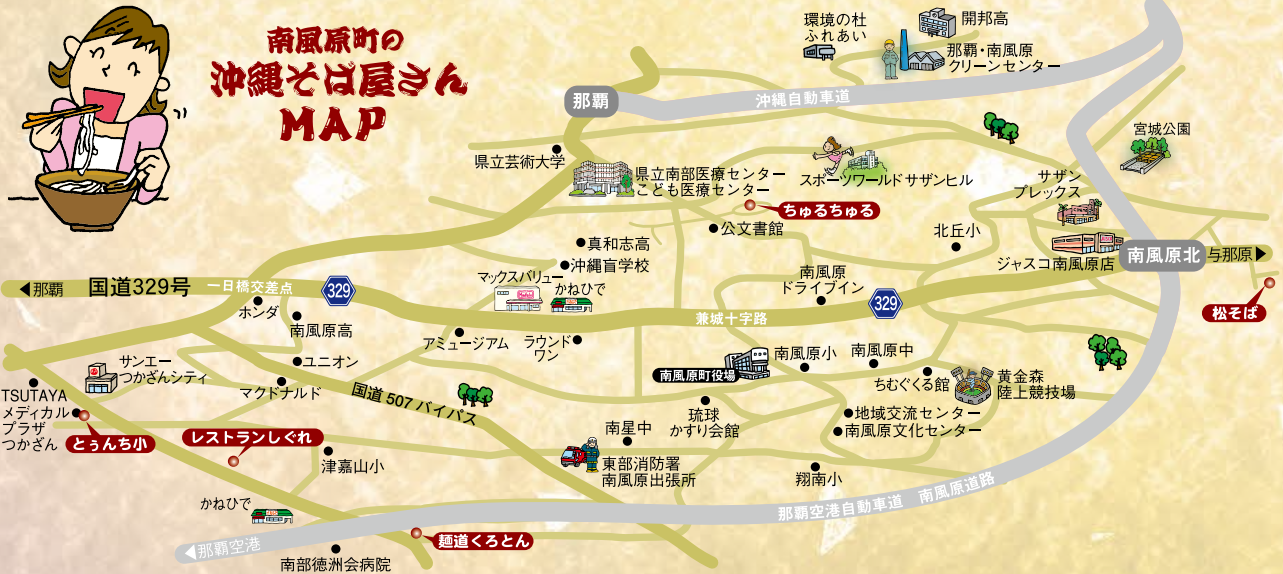 南風原町の
沖縄そば屋さん
MAP
環境の杜
ふれあい
開邦高
那覇・南風原
クリーンセンター
那覇
沖縄自動車道
宮城公園
県立芸術大学
県立南部医療センター
こども医療センター
スポーツワールドサザンヒル
サザン
プレックス
ちゅるちゅる
公文書館
北丘小
真和志高
沖縄盲学校
ジャスコ南風原店
南風原北
与那原▶
◀那覇
国道329号
一日橋交差点
329
マックスバリュー
かねひで
南風原
ドライブイン
329
松そば
ホンダ
南風原高
兼城十字路
アミュージアム
ラウンド
ワン
サンエー
つかざんシティ
ユニオン
マクドナルド
国道507バイパス
南風原町役場
南風原小
南風原中
ちむぐくる館
黄金森
陸上競技場
TSUTAYA
メディカル
プラザ
つかざん
とぅんち小
レストランしぐれ
津嘉山小
琉球
かすり会館
地域交流センター
南風原文化センター
南星中
東部消防署
南風原出張所
翔南小
かねひで
那覇空港自動車道 南風原道路
◀那覇空港
麺道くろとん
南部徳洲会病院